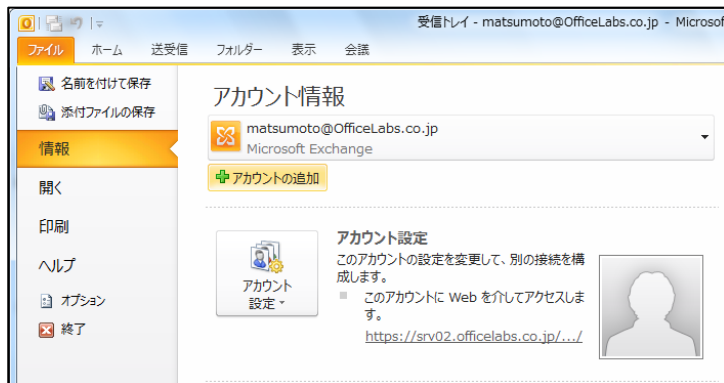 受信トレイ - matsumoto@OfficeLabs.co.jp - Microsof
ファイル ホーム 送受信 フォルダー 表示 会議
名前を付けて保存
添付ファイルの保存
情報
開く
印刷
ヘルプ
オプション
終了
アカウント情報
matsumoto@OfficeLabs.co.jp
Microsoft Exchange
アカウントの追加
アカウント
設定
アカウント設定
このアカウントの設定を変更して、別の接続を構
成します。
このアカウントに Web を介してアクセスしま
す。
https://srv02.officelabs.co.jp/.../